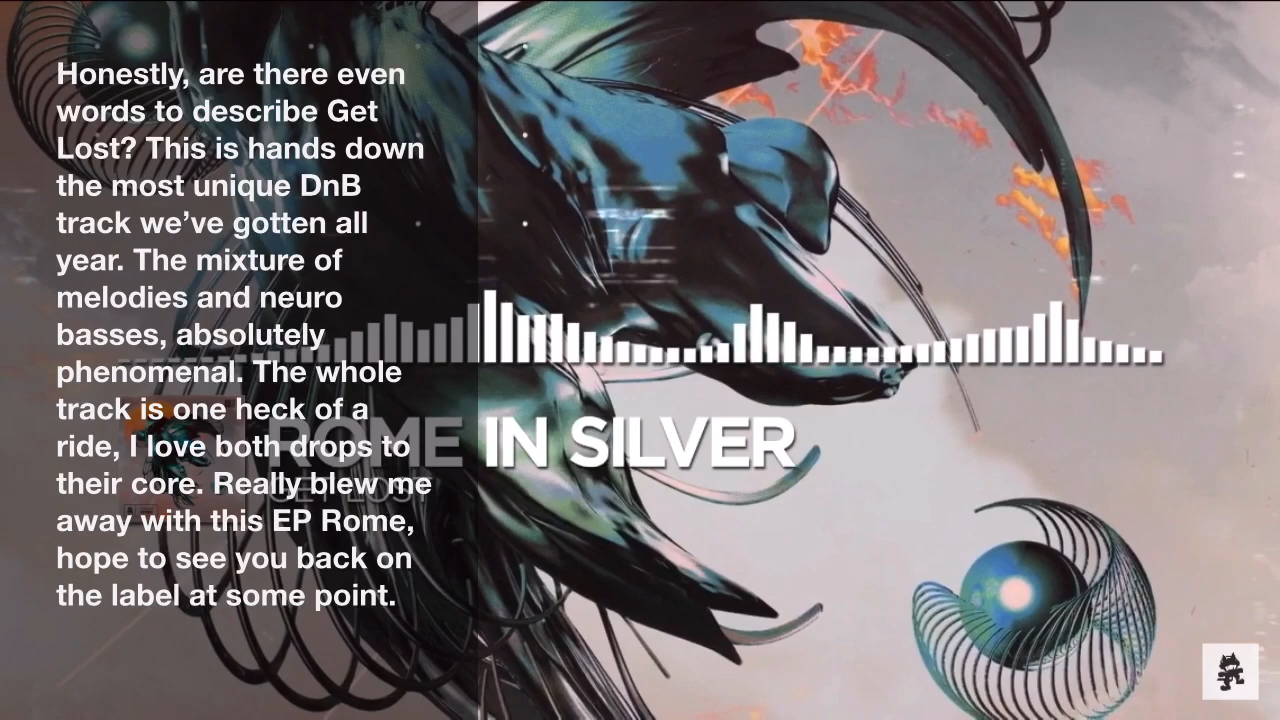 Honestly, are there even
words to describe Get
Lost? This is hands down
the most unique DnB
track we’ve gotten all
year. The mixture of
melodies and neuro
basses, absolutely
phenomenal. The whole
track is one heck of a
ride, I love both drops to
their core. Really blew me
away with this EP Rome,
hope to see you back on
the label at some point.
ROME IN SILVER
GET LOST